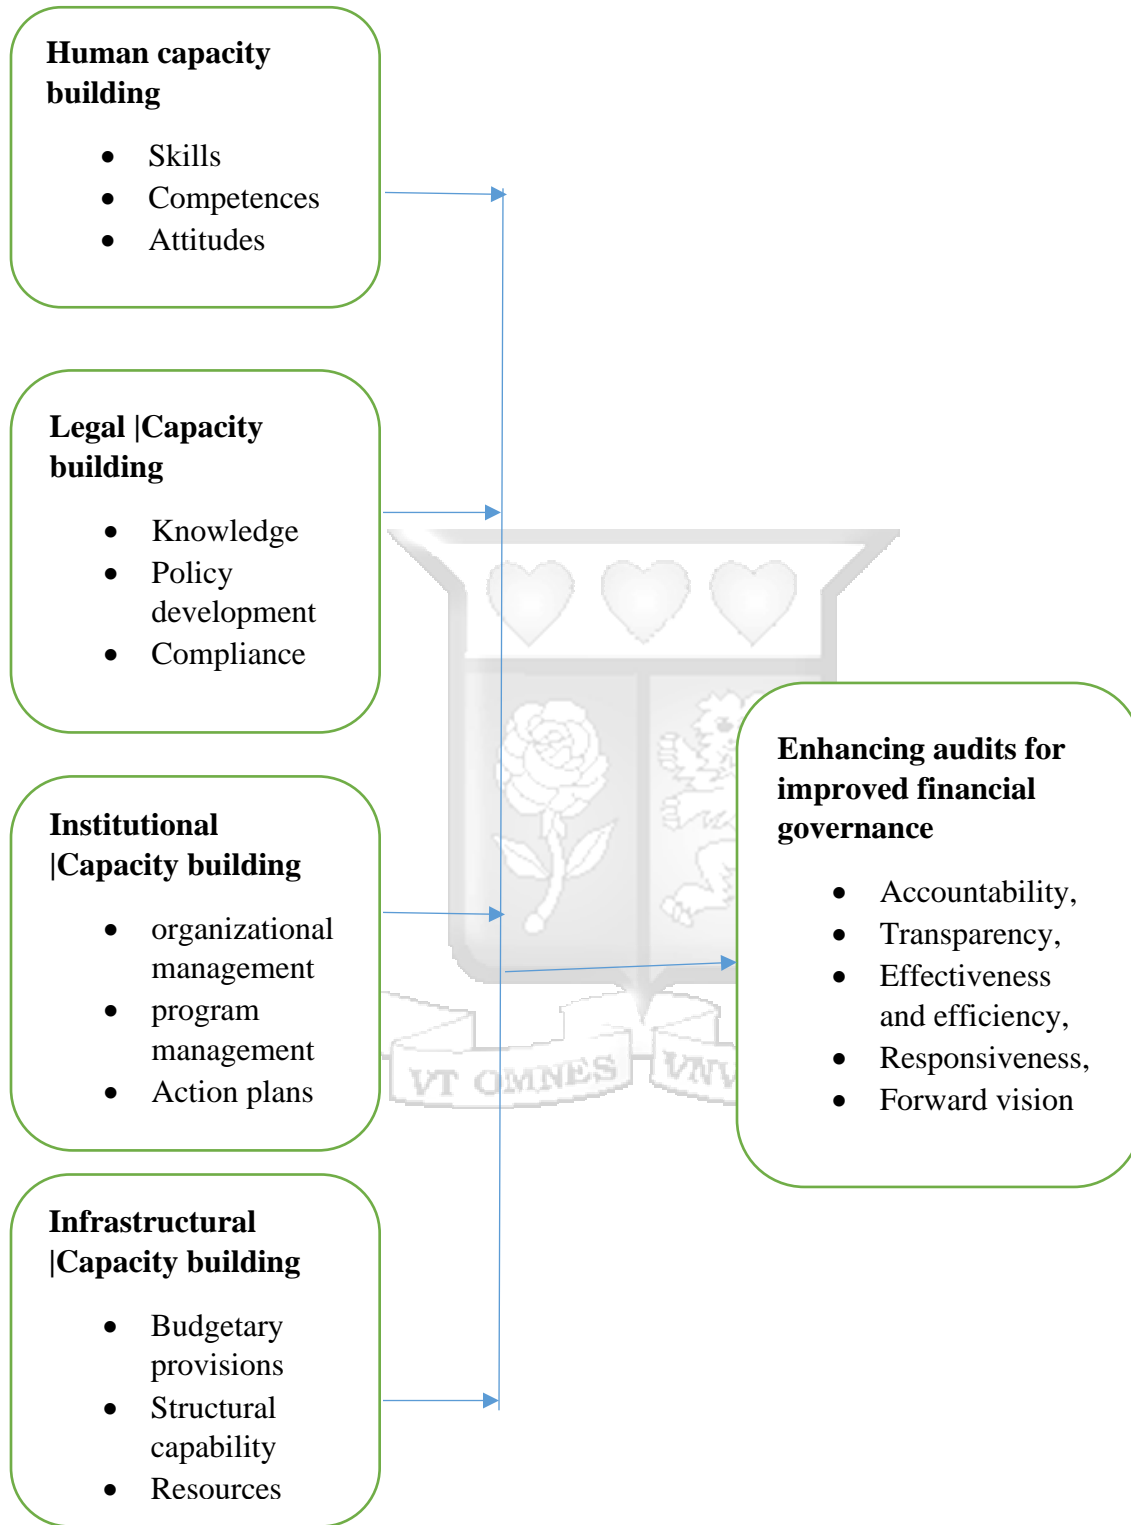 Human capacity
building
• Skills
• Competences
• Attitudes
Legal |Capacity
building
• Knowledge
• Policy
development
• Compliance
Institutional
|Capacity building
• organizational
management
• program
management
• Action plans
Infrastructural
|Capacity building
• Budgetary
provisions
• Structural
capability
• Resources
Enhancing audits for
improved financial
governance
• Accountability,
• Transparency,
• Effectiveness
and efficiency,
• Responsiveness,
• Forward vision
VT OMNES